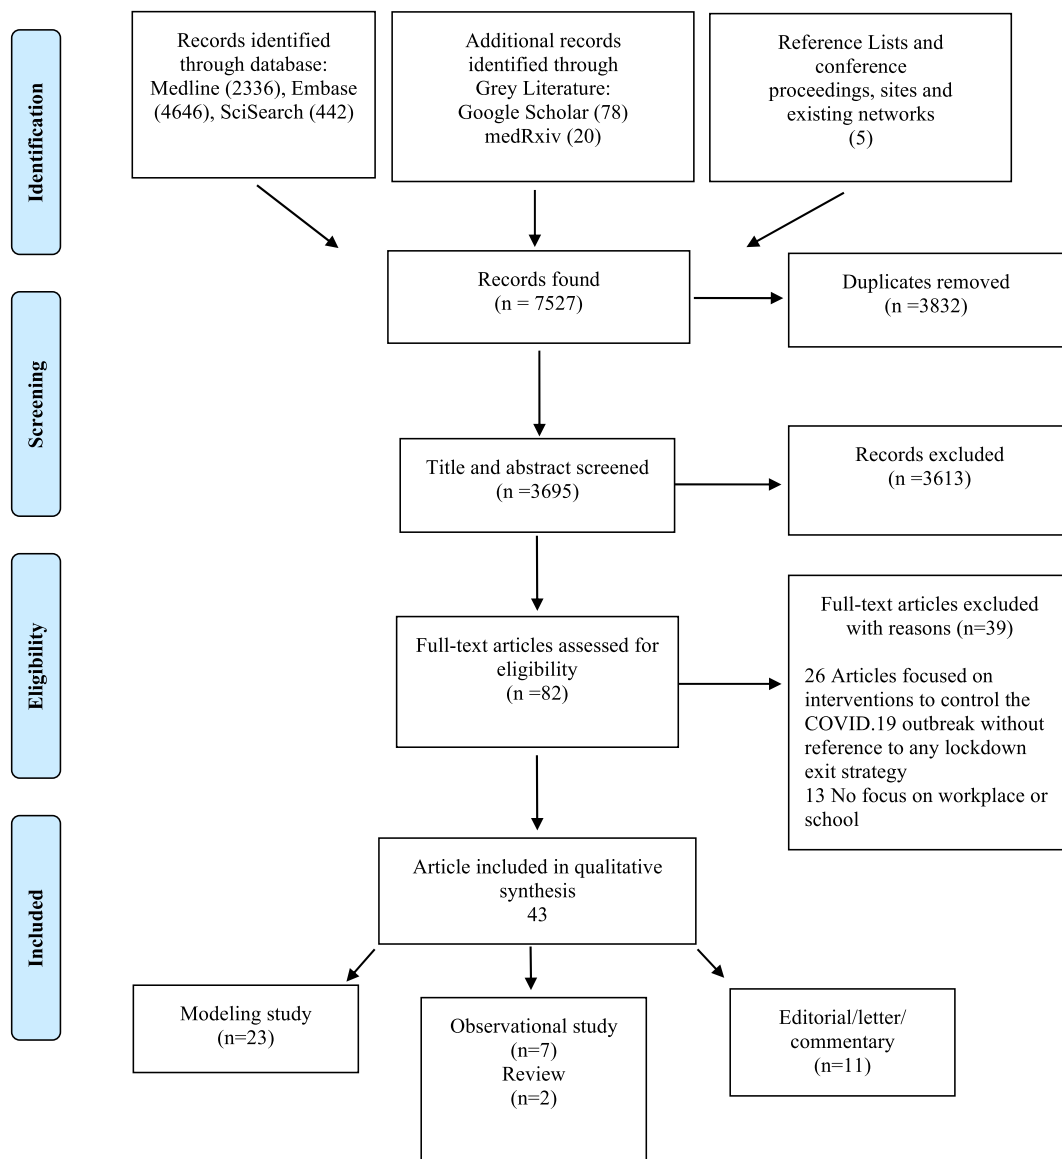 Identification
Records identified
through database:
Medline (2336), Embase
(4646), SciSearch (442)
Additional records
identified through
Grey Literature:
Google Scholar (78)
medRxiv (20)
Reference Lists and
conference
proceedings, sites and
existing networks
(5)
Records found
(n = 7527)
Duplicates removed
(n =3832)
Screening
Title and abstract screened
(n =3695)
Records excluded
(n =3613)
Eligibility
Full-text articles assessed for
eligibility
(n =82)
Full-text articles excluded
with reasons (n=39)
26 Articles focused on
interventions to control the
COVID.19 outbreak without
reference to any lockdown
exit strategy
13 No focus on workplace or
school
Included
Article included in qualitative
synthesis
43
Modeling study
(n=23)
Observational study
(n=7)
Review
(n=2)
Editorial/letter/
commentary
(n=11)